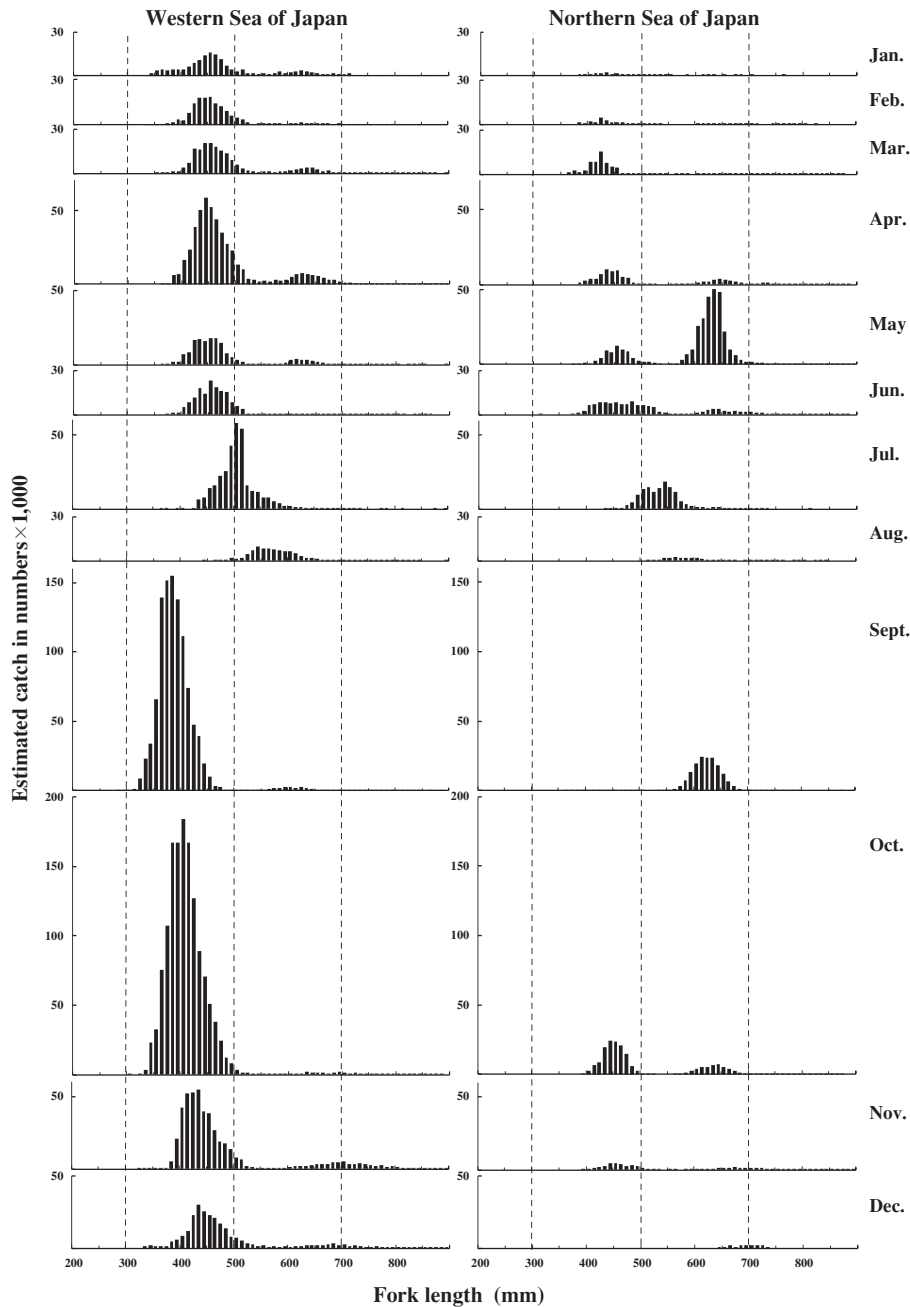 Western Sea of Japan
Northern Sea of Japan
30
30
Jan.
30
30
Feb.
30
30
Mar.
50
50
Apr.
50
50
May
30
30
Jun.
50
50
Jul.
30
30
Aug.
150
150
100
100
50
50
Sept.
200
200
150
150
100
100
50
50
Oct.
50
50
Nov.
50
50
Dec.
200 300 400 500 600 700 800 200 300 400 500 600 700 800 900
Fork length (mm)
Estimated catch in numbers×1,000